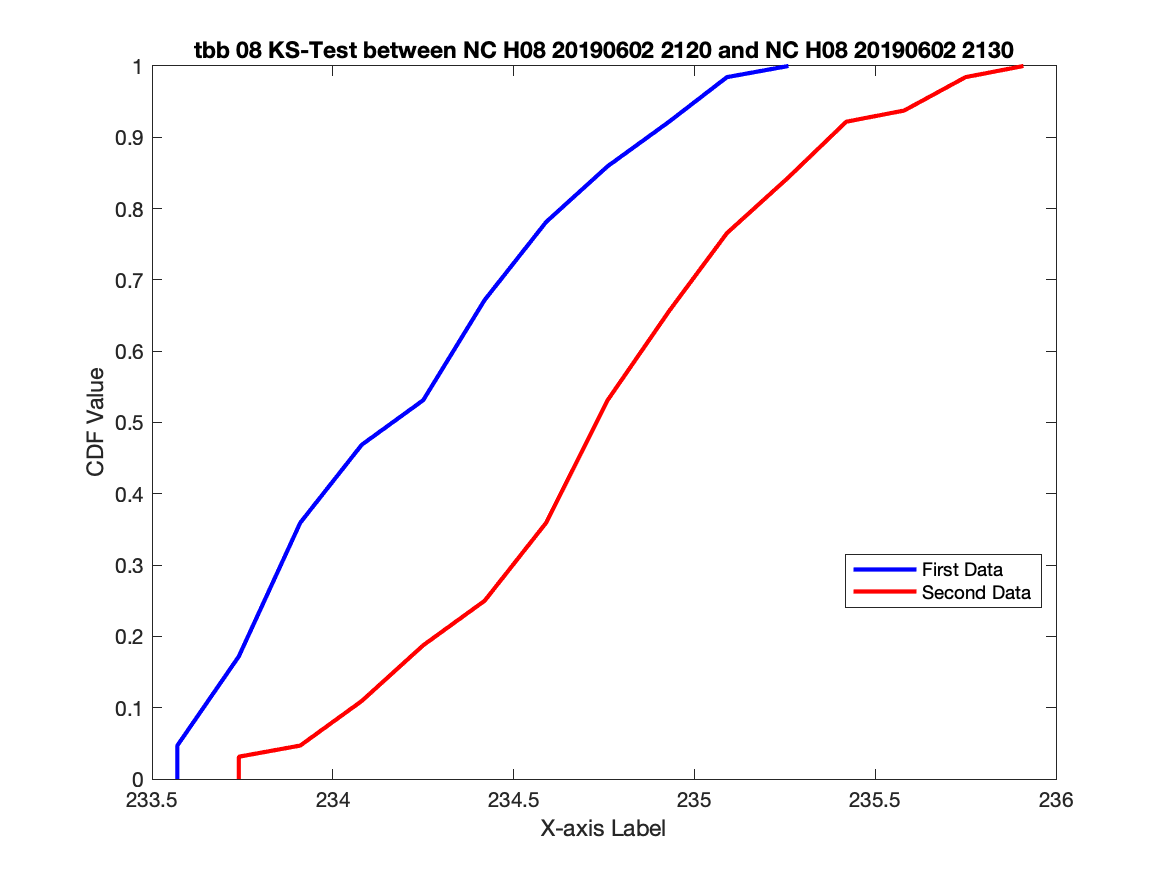 tbb 08 KS-Test between NC H08 20190602 2120 and NC H08 20190602 2130
1
0.9
0.8
0.7
0.6
0.5
0.4
0.3
0.2
0.1
0
CDF Value
First Data
Second Data
233.5 234 234.5 235 235.5 236
X-axis Label